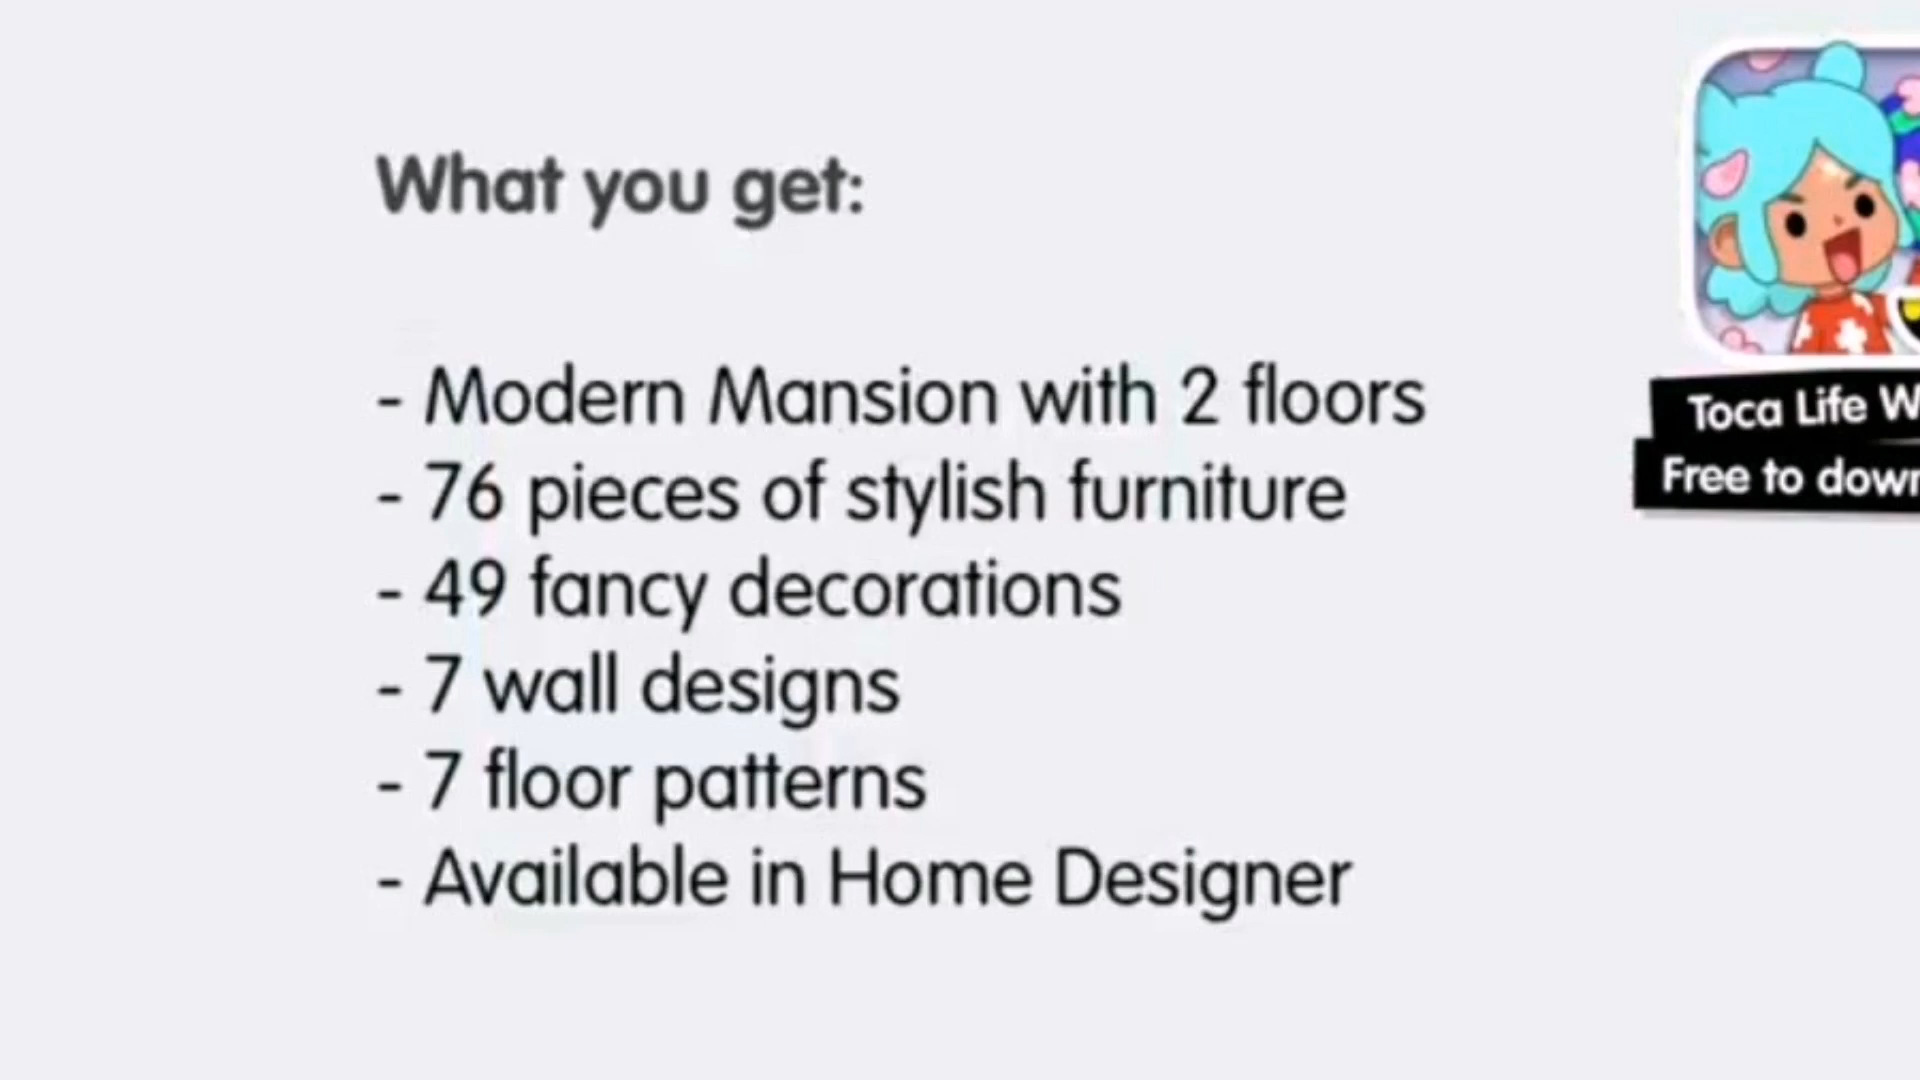 What you get:
- Modern Mansion with 2 floors
- 76 pieces of stylish furniture
- 49 fancy decorations
- 7 wall designs
- 7 floor patterns
- Available in Home Designer
Toca Life W
Free to down